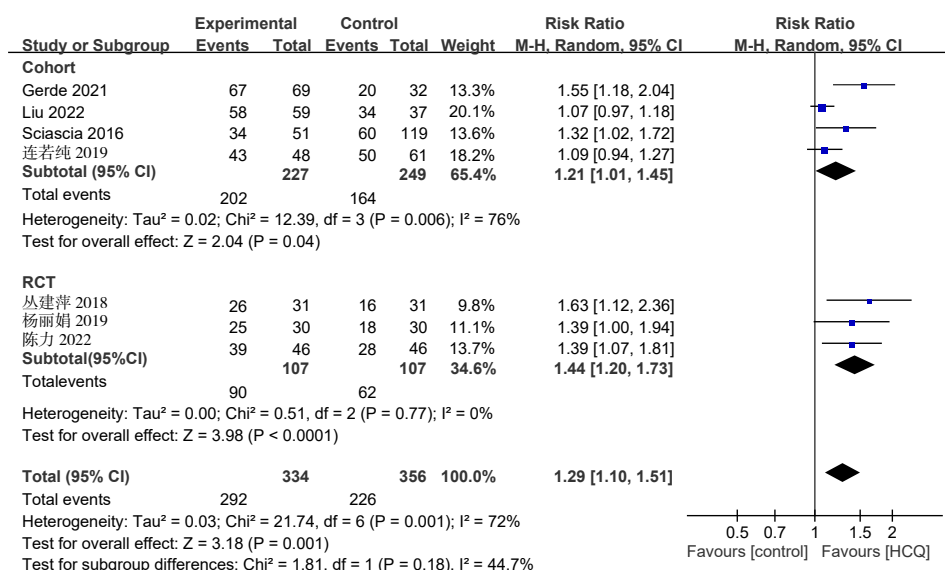 Experimental Control Risk Ratio Risk Ratio
Study or Subgroup Events Total Events Total Weight M-H, Random, 95% CI M-H, Random, 95% CI
Cohort
Gerde 2021 67 69 20 32 13.3% 1.55 [1.18, 2.04]
Liu 2022 58 59 34 37 20.1% 1.07 [0.97, 1.18]
Sciascia 2016 34 51 60 119 13.6% 1.32 [1.02, 1.72]
连若纯 2019 43 48 50 61 18.2% 1.09 [0.94, 1.27]
Subtotal (95% CI) 227 249 65.4% 1.21 [1.01, 1.45]
Total events 202 164
Heterogeneity: Tau² = 0.02; Chi² = 12.39, df = 3 (P = 0.006); I² = 76%
Test for overall effect: Z = 2.04 (P = 0.04)
RCT
丛建萍 2018 26 31 16 31 9.8% 1.63 [1.12, 2.36]
杨丽娟 2019 25 30 18 30 11.1% 1.39 [1.00, 1.94]
陈力 2022 39 46 28 46 13.7% 1.39 [1.07, 1.81]
Subtotal(95%CI) 107 107 34.6% 1.44 [1.20, 1.73]
Totalevents 90 62
Heterogeneity: Tau² = 0.00; Chi² = 0.51, df = 2 (P = 0.77); I² = 0%
Test for overall effect: Z = 3.98 (P < 0.0001)
Total (95% CI) 334 356 100.0% 1.29 [1.10, 1.51]
Total events 292 226
Heterogeneity: Tau² = 0.03; Chi² = 21.74, df = 6 (P = 0.001); I² = 72%
Test for overall effect: Z = 3.18 (P = 0.001)
Test for subgroup differences: Chi² = 1.81, df = 1 (P = 0.18), I² = 44.7%
0.5 0.7 1 1.5 2
Favours [control] Favours [HCQ]